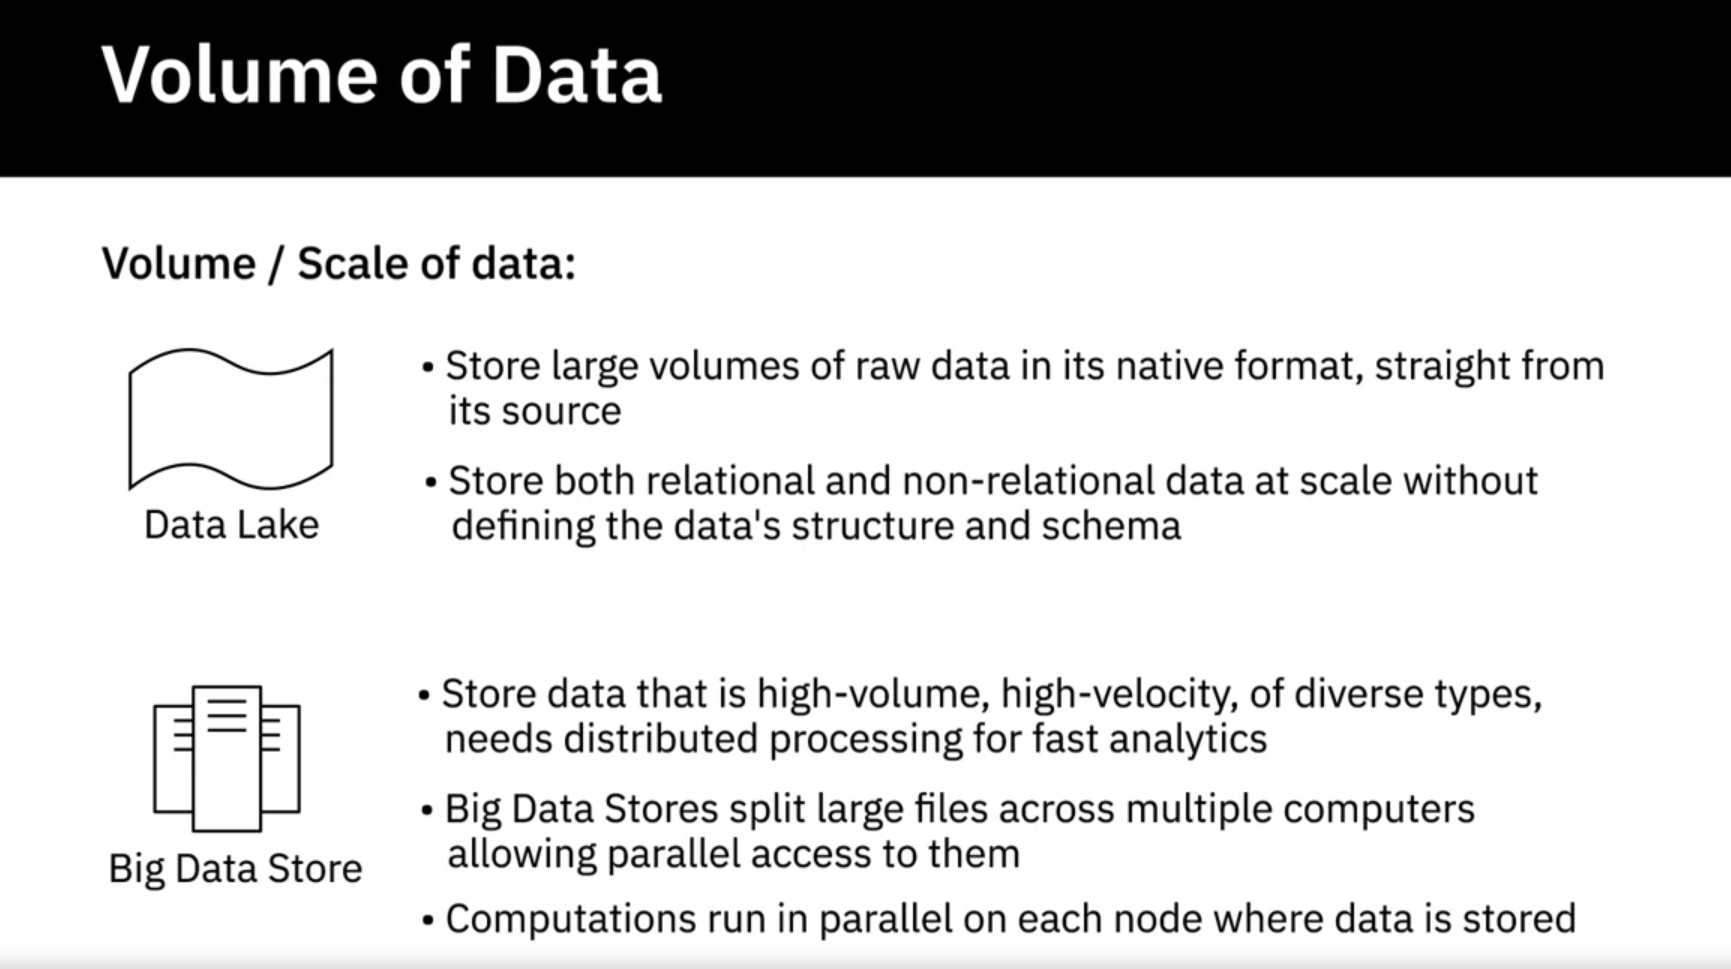 Volume of Data
Volume / Scale of data:
• Store large volumes of raw data in its native format, straight from
its source
• Store both relational and non-relational data at scale without
defining the data's structure and schema
Data Lake
• Store data that is high-volume, high-velocity, of diverse types,
needs distributed processing for fast analytics
• Big Data Stores split large files across multiple computers
allowing parallel access to them
• Computations run in parallel on each node where data is stored
Big Data Store